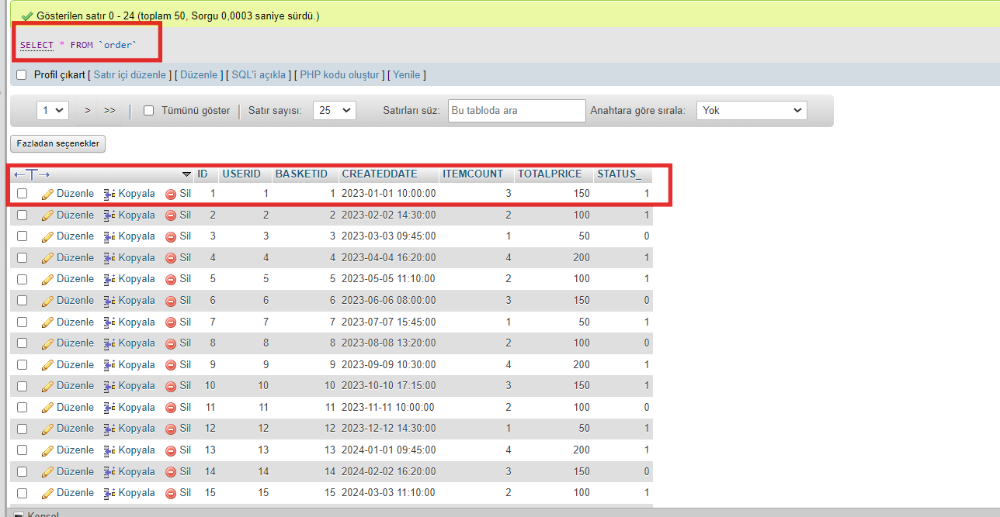 Gösterilen satır 0 - 24 (toplam 50, Sorgu 0,0003 saniye sürdü.)
SELECT * FROM `order`
Profil çıkart [ Satır içi düzenle ] [ Düzenle ] [ SQL'i açıkla ] [ PHP kodu oluştur ] [ Yenile ]
1 > >> | Tümünü göster | Satır sayısı: 25 Satırları süz: Bu tabloda ara Anahtara göre sırala: Yok
Fazladan seçenekler
←T→ ID USERID BASKETID CREATEDDATE ITEMCOUNT TOTALPRICE STATUS_
Düzenle Kopyala Sil 1 1 1 2023-01-01 10:00:00 3 150 1
Düzenle Kopyala Sil 2 2 2 2023-02-02 14:30:00 2 100 1
Düzenle Kopyala Sil 3 3 3 2023-03-03 09:45:00 1 50 0
Düzenle Kopyala Sil 4 4 4 2023-04-04 16:20:00 4 200 1
Düzenle Kopyala Sil 5 5 5 2023-05-05 11:10:00 2 100 1
Düzenle Kopyala Sil 6 6 6 2023-06-06 08:00:00 3 150 0
Düzenle Kopyala Sil 7 7 7 2023-07-07 15:45:00 1 50 1
Düzenle Kopyala Sil 8 8 8 2023-08-08 13:20:00 2 100 0
Düzenle Kopyala Sil 9 9 9 2023-09-09 10:30:00 4 200 1
Düzenle Kopyala Sil 10 10 10 2023-10-10 17:15:00 3 150 1
Düzenle Kopyala Sil 11 11 11 2023-11-11 10:00:00 2 100 0
Düzenle Kopyala Sil 12 12 12 2023-12-12 14:30:00 1 50 1
Düzenle Kopyala Sil 13 13 13 2024-01-01 09:45:00 4 200 1
Düzenle Kopyala Sil 14 14 14 2024-02-02 16:20:00 3 150 0
Düzenle Kopyala Sil 15 15 15 2024-03-03 11:10:00 2 100 1
Konsol